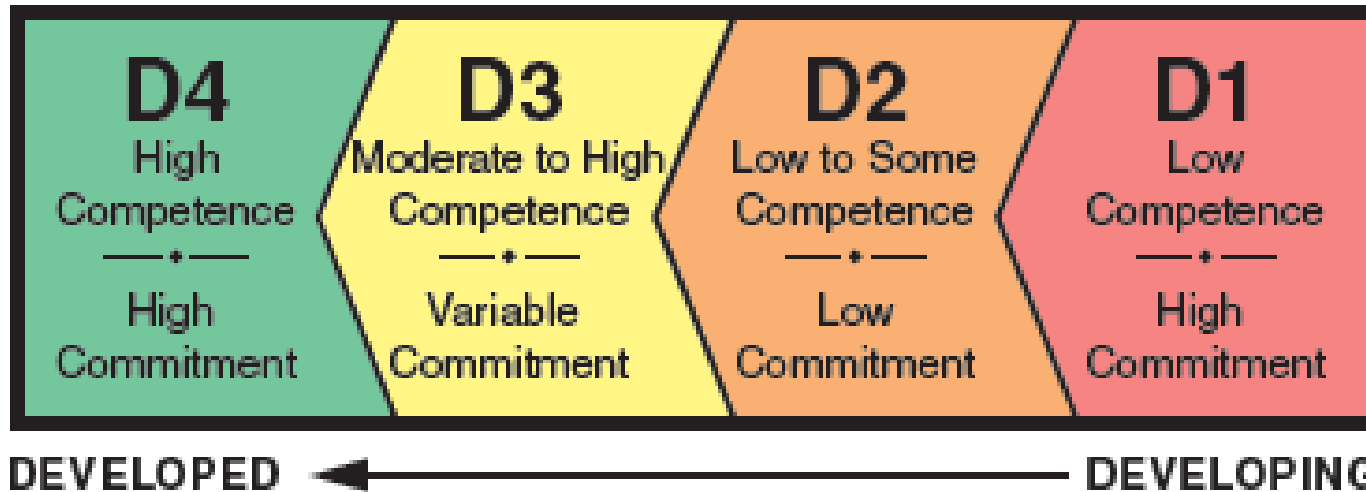 D4
High
Competence
High
Commitment
D3
Moderate to High
Competence
Variable
Commitment
D2
Low to Some
Competence
Low
Commitment
D1
Low
Competence
High
Commitment
DEVELOPED
DEVELOPING